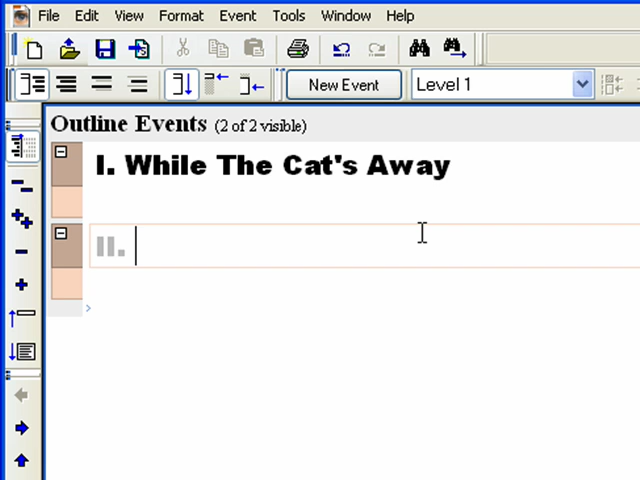 File Edit View Format Event Tools Window Help
New Event Level 1
Outline Events (2 of 2 visible)
I. While The Cat's Away
II.